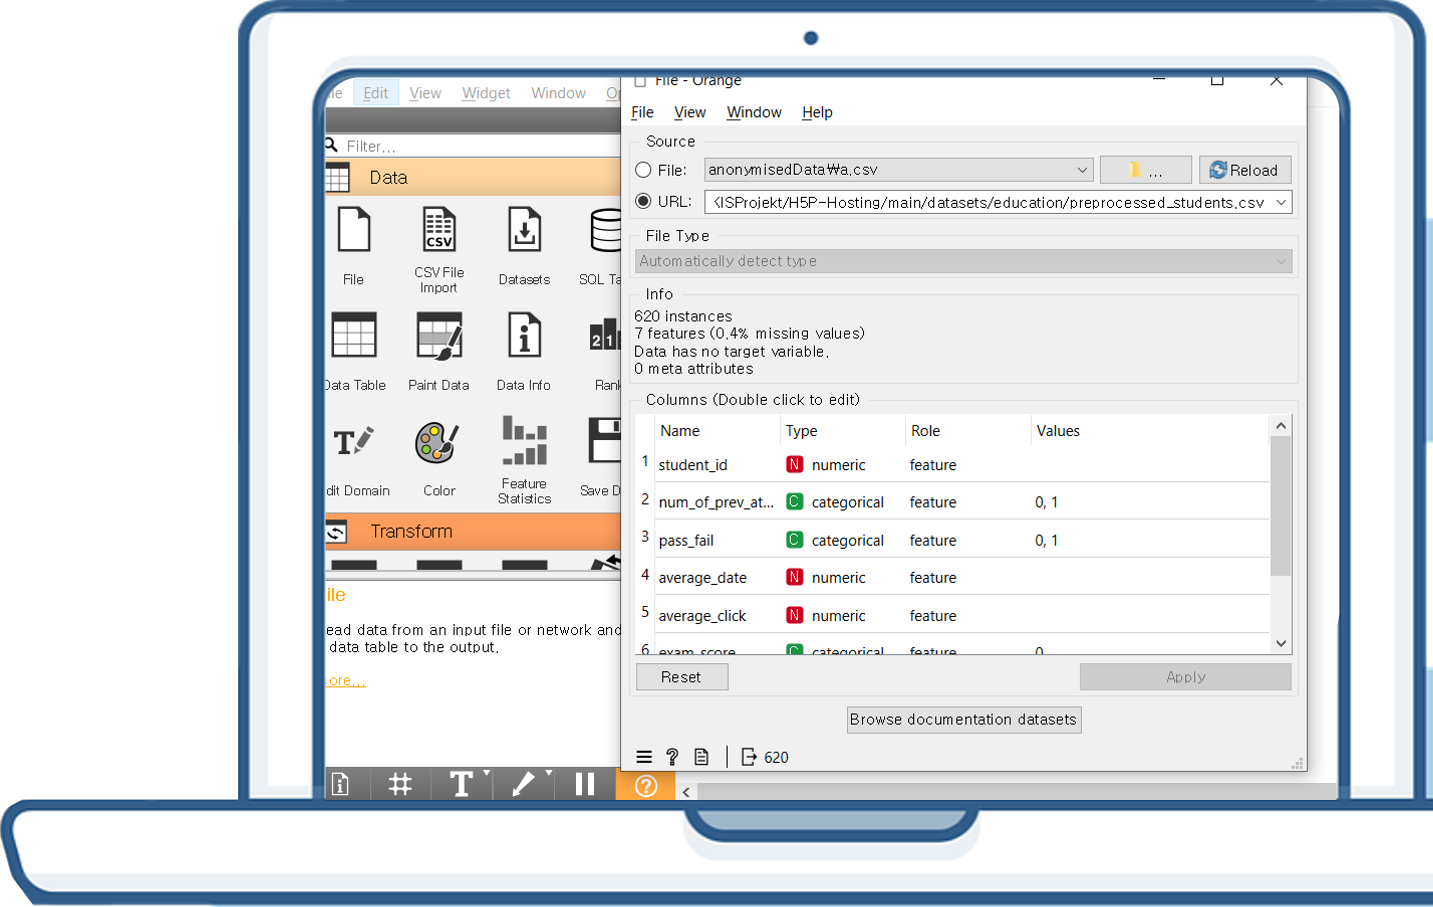 Edit View Widget Window
File - Orange
File View Window Help
Filter...
Data
File
CSV File Import
Datasets
SQL Ta
Data Table
Paint Data
Data Info
Rank
dit Domain
Color
Feature Statistics
Save D
Transform
ile
ead data from an input file or network and
data table to the output.
ore...
Source
File: anonymisedData₩a.csv ... Reload
URL: KISProjekt/H5P-Hosting/main/datasets/education/preprocessed_students.csv
File Type
Automatically detect type
Info
620 instances
7 features (0.4% missing values)
Data has no target variable.
0 meta attributes
Columns (Double click to edit)
Name Type Role Values
1 student_id N numeric feature
2 num_of_prev_at... C categorical feature 0, 1
3 pass_fail C categorical feature 0, 1
4 average_date N numeric feature
5 average_click N numeric feature
6 exam_score C categorical feature 0
Reset Apply
Browse documentation datasets
620